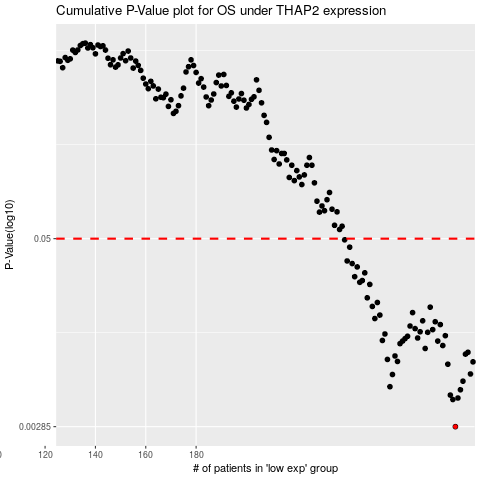 Cumulative P-Value plot for OS under THAP2 expression
P-Value(log10)
0.05
0.00285
0
120
140
160
180
# of patients in 'low exp' group